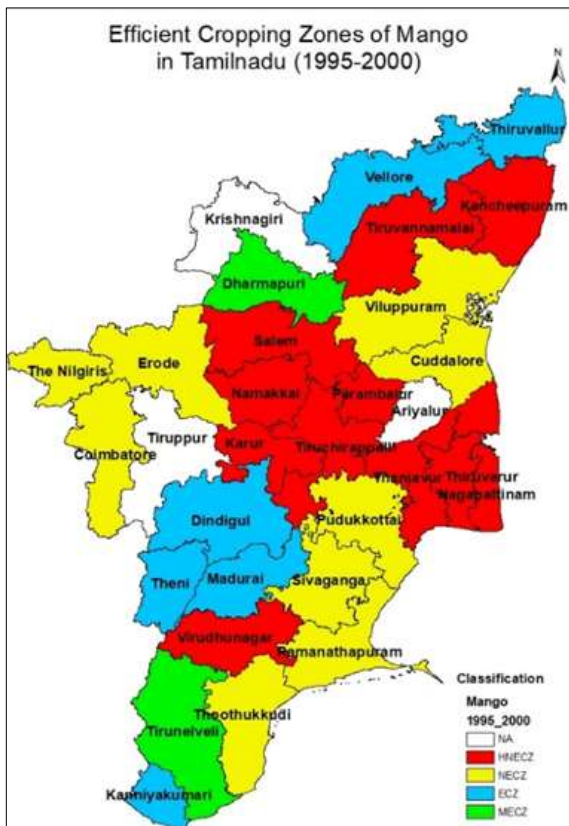 Efficient Cropping Zones of Mango
in Tamilnadu (1995-2000)
N
Thiruvallur
Vellore
Kancheepuram
Krishnagiri
Tiruvannamalai
Dharmapuri
Viluppuram
Salem
The Nilgiris
Erode
Cuddalore
Namakkal
Parambalur
Ariyalur
Tiruppur
Karur
Coimbatore
Tiruchirappalli
Thanjavur
Thiruvarur
Nagapattinam
Dindigul
Pudukkottai
Theni
Madurai
Sivaganga
Virudhunagar
Ramanathapuram
Thoothukkudi
Tirunelveli
Kanniyakumari
Classification
Mango
1995_2000
NA
HNECZ
NECZ
ECZ
MECZ